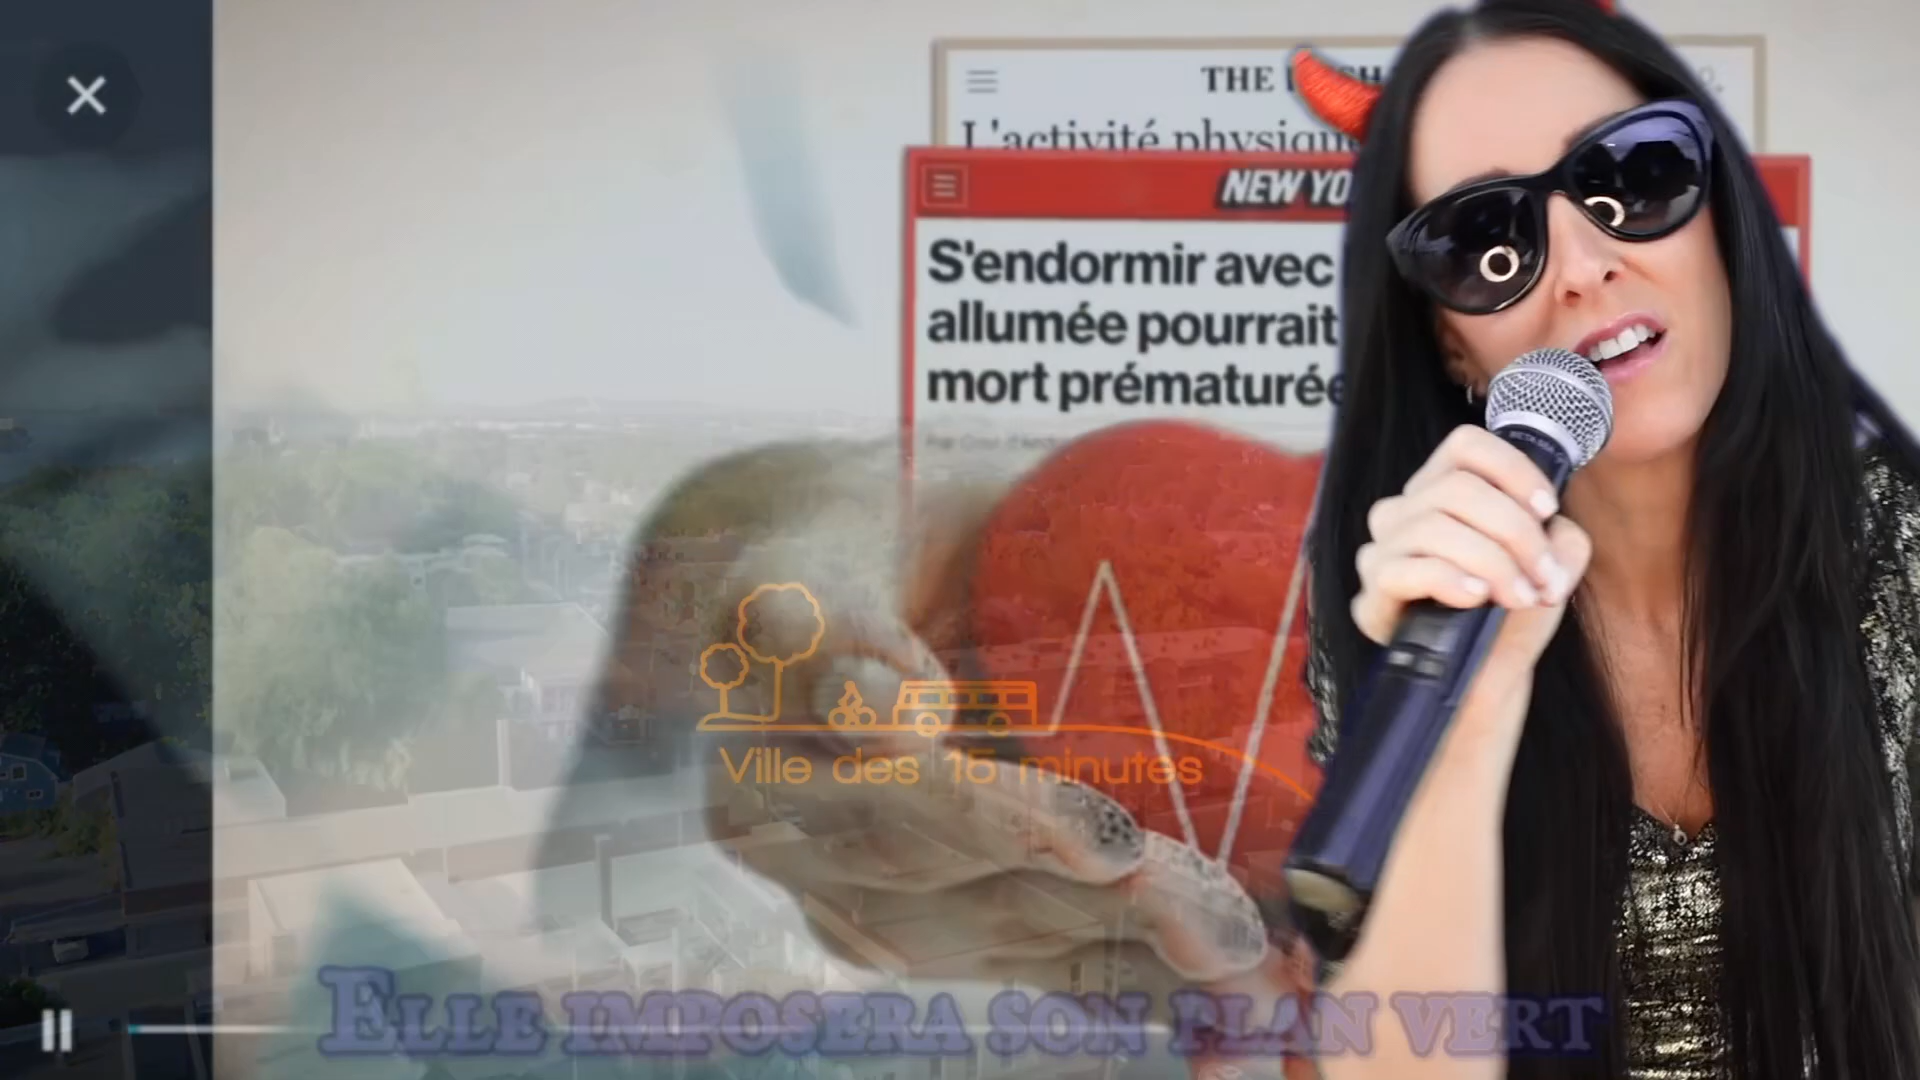 THE
L'activité physique
NEW YO
S'endormir avec
allumée pourrait
mort prématurée
Ville des 15 minutes
ELLE IMPOSERA SON PLAN VERT